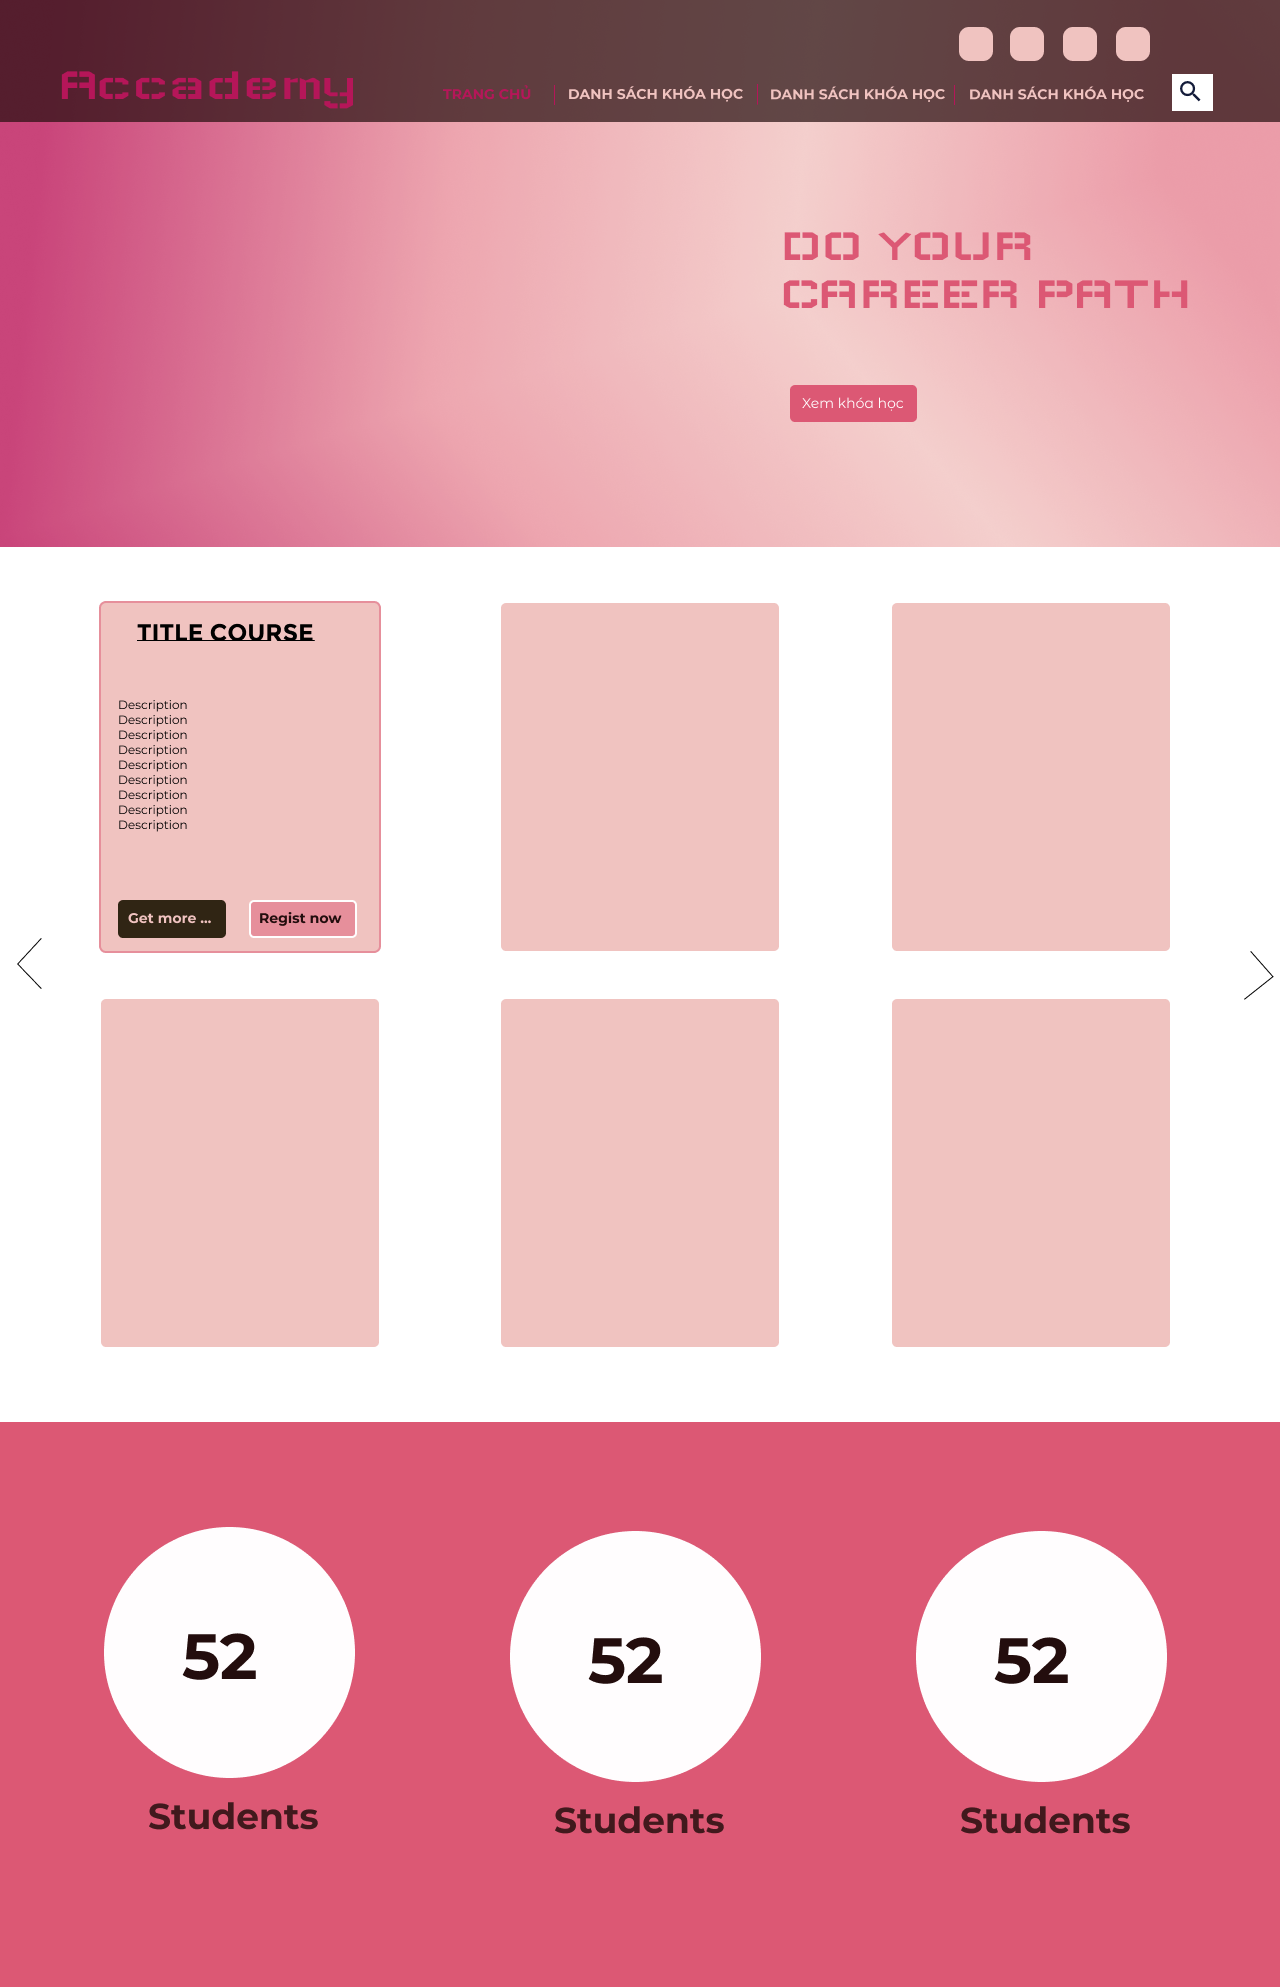 Accademy
TRANG CHỦ
DANH SÁCH KHÓA HỌC
DANH SÁCH KHÓA HỌC
DANH SÁCH KHÓA HỌC
DO YOUR
CAREER PATH
Xem khóa học
TITLE COURSE
Description
Description
Description
Description
Description
Description
Description
Description
Description
Get more ...
Regist now
52
52
52
Students
Students
Students